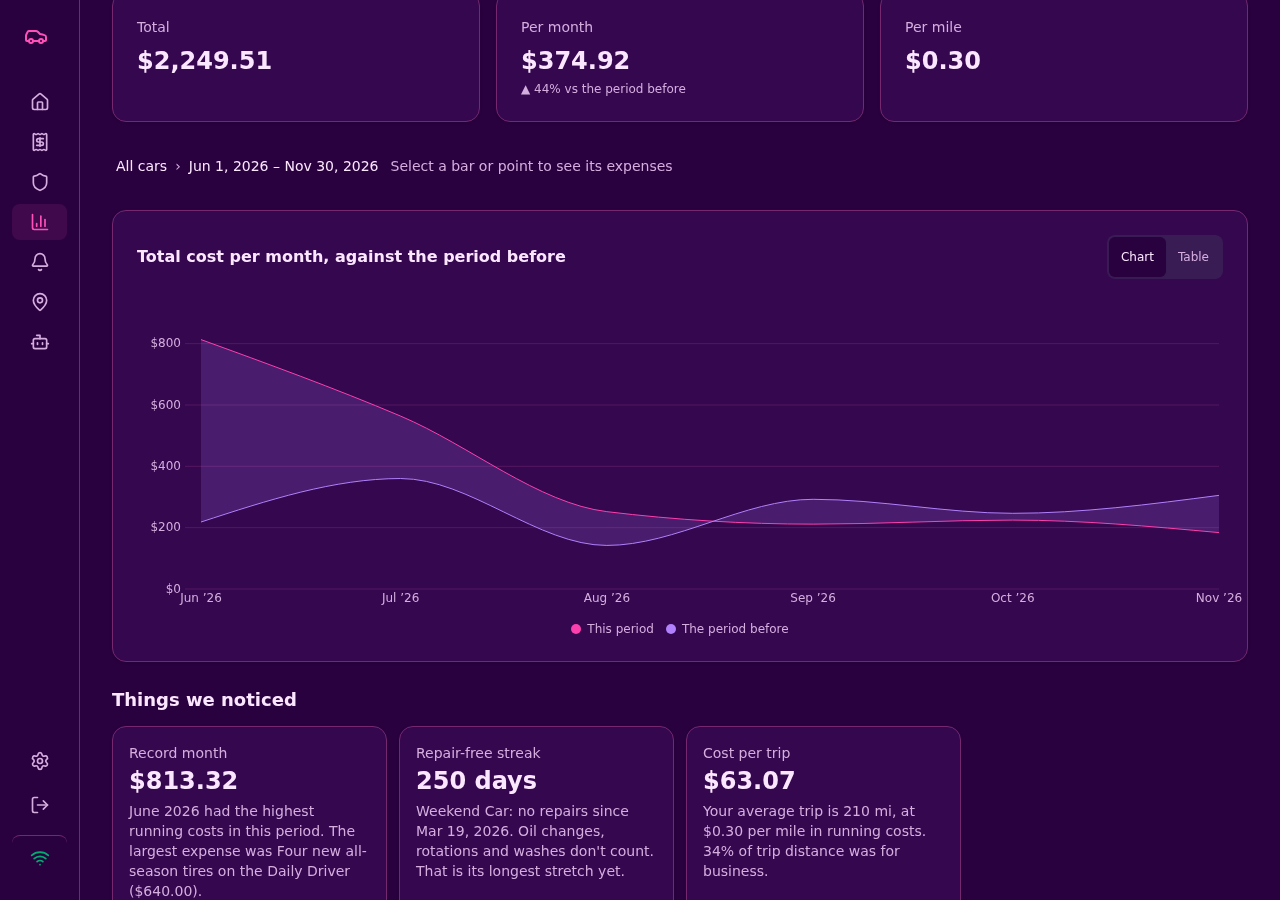 Total
$2,249.51
Per month
$374.92
▲ 44% vs the period before
Per mile
$0.30
All cars › Jun 1, 2026 – Nov 30, 2026 Select a bar or point to see its expenses
Total cost per month, against the period before
Chart Table
$800
$600
$400
$200
$0
Jun ’26 Jul ’26 Aug ’26 Sep ’26 Oct ’26 Nov ’26
This period The period before
Things we noticed
Record month
$813.32
June 2026 had the highest
running costs in this period. The
largest expense was Four new all-
season tires on the Daily Driver
($640.00).
Repair-free streak
250 days
Weekend Car: no repairs since
Mar 19, 2026. Oil changes,
rotations and washes don't count.
That is its longest stretch yet.
Cost per trip
$63.07
Your average trip is 210 mi, at
$0.30 per mile in running costs.
34% of trip distance was for
business.